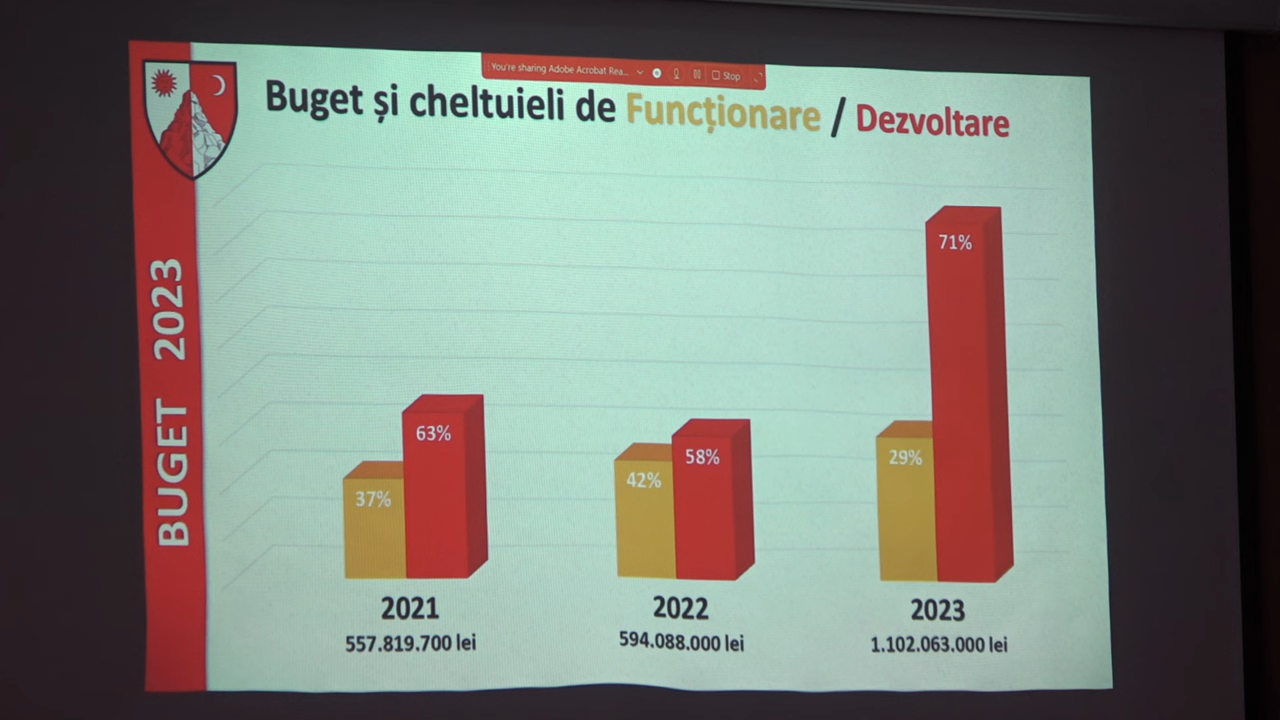 You're sharing Adobe Acrobat Rea...
Stop
Buget și cheltuieli de Funcționare / Dezvoltare
BUGET 2023
37%
63%
42%
58%
29%
71%
2021
2022
2023
557.819.700 lei
594.088.000 lei
1.102.063.000 lei